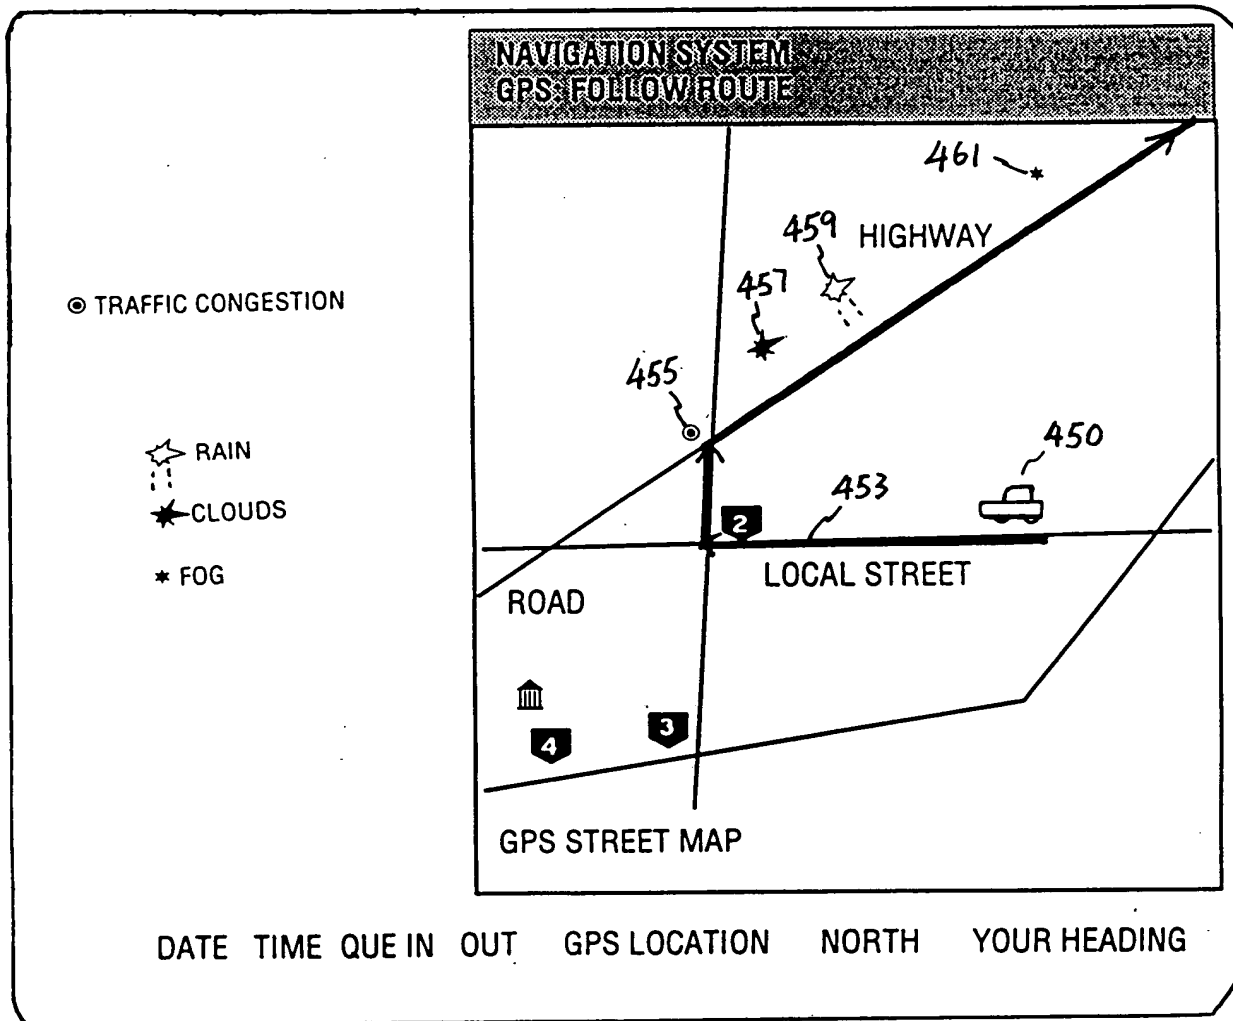 NAVIGATION SYSTEM
GPS: FOLLOW ROUTE
461
459
HIGHWAY
457
TRAFFIC CONGESTION
455
450
RAIN
453
CLOUDS
2
FOG
LOCAL STREET
ROAD
3
4
GPS STREET MAP
DATE TIME QUE IN OUT GPS LOCATION NORTH YOUR HEADING